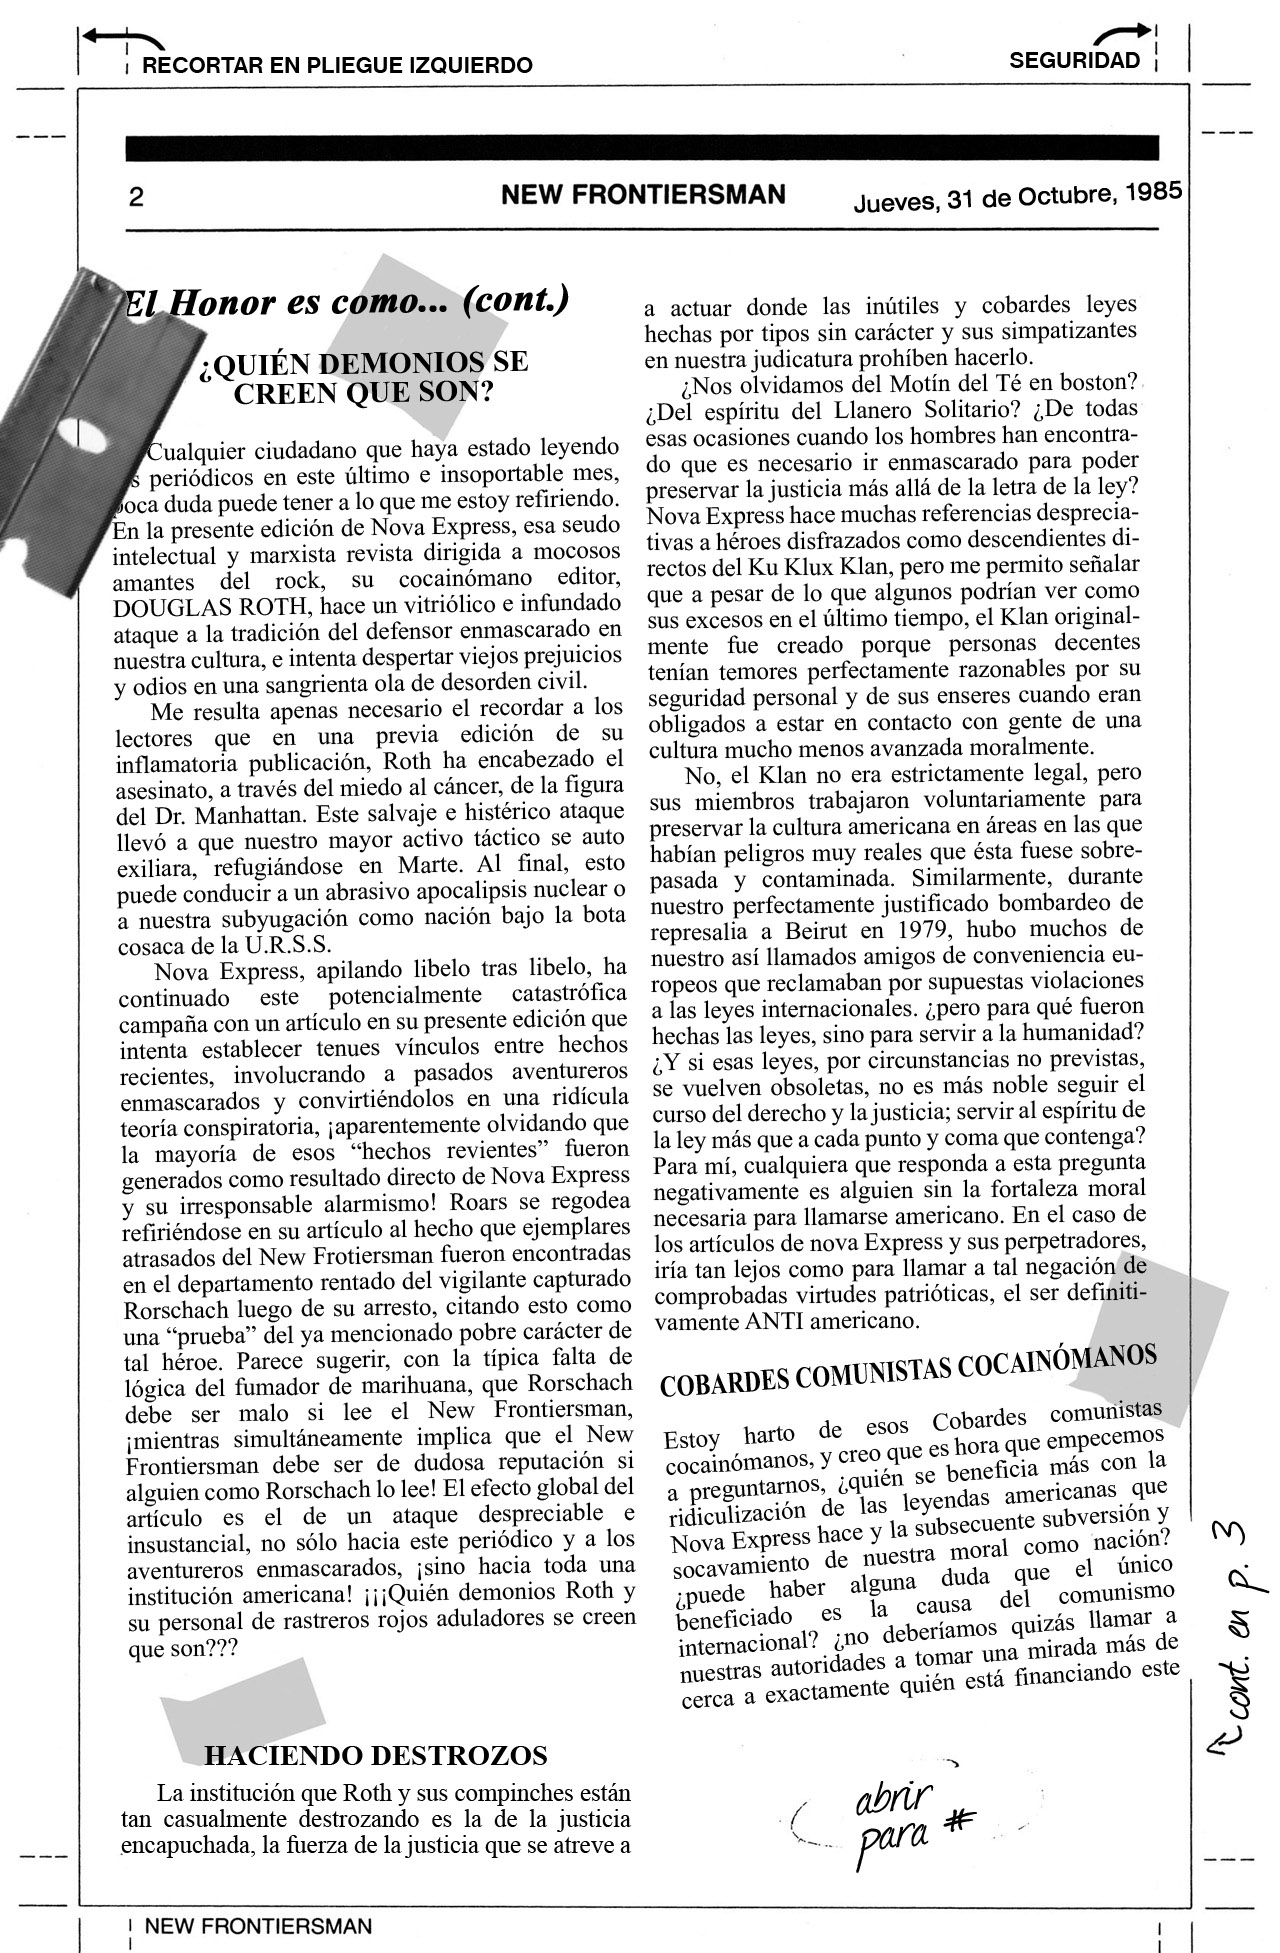 RECORTAR EN PLIEGUE IZQUIERDO
SEGURIDAD
2
NEW FRONTIERSMAN
Jueves, 31 de Octubre, 1985
El Honor es como... (cont.)
¿QUIÉN DEMONIOS SE
CREEN QUE SON?
Cualquier ciudadano que haya estado leyendo
periódicos en este último e insoportable mes,
poca duda puede tener a lo que me estoy refiriendo.
En la presente edición de Nova Express, esa seudo
intelectual y marxista revista dirigida a mocosos
amantes del rock, su cocainómano editor,
DOUGLAS ROTH, hace un vitriólico e infundado
ataque a la tradición del defensor enmascarado en
nuestra cultura, e intenta despertar viejos prejuicios
y odios en una sangrienta ola de desorden civil.
Me resulta apenas necesario el recordar a los
lectores que en una previa edición de su
inflamatoria publicación, Roth ha encabezado el
asesinato, a través del miedo al cáncer, de la figura
del Dr. Manhattan. Este salvaje e histérico ataque
llevó a que nuestro mayor activo táctico se auto
exiliara, refugiándose en Marte. Al final, esto
puede conducir a un abrasivo apocalipsis nuclear o
a nuestra subyugación como nación bajo la bota
cosaca de la U.R.S.S.
Nova Express, apilando libelo tras libelo, ha
continuado este potencialmente catastrófica
campaña con un artículo en su presente edición que
intenta establecer tenues vínculos entre hechos
recientes, involucrando a pasados aventureros
enmascarados y convirtiéndolos en una ridícula
teoría conspiratoria, ¡aparentemente olvidando que
la mayoría de esos “hechos revientes” fueron
generados como resultado directo de Nova Express
y su irresponsable alarmismo! Roars se regodea
refiriéndose en su artículo al hecho que ejemplares
atrasados del New Frotiersman fueron encontradas
en el departamento rentado del vigilante capturado
Rorschach luego de su arresto, citando esto como
una “prueba” del ya mencionado pobre carácter de
tal héroe. Parece sugerir, con la típica falta de
lógica del fumador de marihuana, que Rorschach
debe ser malo si lee el New Frontiersman,
¡mientras simultáneamente implica que el New
Frontiersman debe ser de dudosa reputación si
alguien como Rorschach lo lee! El efecto global del
artículo es el de un ataque despreciable e
insustancial, no sólo hacia este periódico y a los
aventureros enmascarados, ¡sino hacia toda una
institución americana! ¡¡¡Quién demonios Roth y
su personal de rastreros rojos aduladores se creen
que son???
HACIENDO DESTROZOS
La institución que Roth y sus compinches están
tan casualmente destrozando es la de la justicia
encapuchada, la fuerza de la justicia que se atreve a
a actuar donde las inútiles y cobardes leyes
hechas por tipos sin carácter y sus simpatizantes
en nuestra judicatura prohíben hacerlo.
¿Nos olvidamos del Motín del Té en boston?
¿Del espíritu del Llanero Solitario? ¿De todas
esas ocasiones cuando los hombres han encontra-
do que es necesario ir enmascarado para poder
preservar la justicia más allá de la letra de la ley?
Nova Express hace muchas referencias desprecia-
tivas a héroes disfrazados como descendientes di-
rectos del Ku Klux Klan, pero me permito señalar
que a pesar de lo que algunos podrían ver como
sus excesos en el último tiempo, el Klan original-
mente fue creado porque personas decentes
tenían temores perfectamente razonables por su
seguridad personal y de sus enseres cuando eran
obligados a estar en contacto con gente de una
cultura mucho menos avanzada moralmente.
No, el Klan no era estrictamente legal, pero
sus miembros trabajaron voluntariamente para
preservar la cultura americana en áreas en las que
habían peligros muy reales que ésta fuese sobre-
pasada y contaminada. Similarmente, durante
nuestro perfectamente justificado bombardeo de
represalia a Beirut en 1979, hubo muchos de
nuestro así llamados amigos de conveniencia eu-
ropeos que reclamaban por supuestas violaciones
a las leyes internacionales. ¿pero para qué fueron
hechas las leyes, sino para servir a la humanidad?
¿Y si esas leyes, por circunstancias no previstas,
se vuelven obsoletas, no es más noble seguir el
curso del derecho y la justicia; servir al espíritu de
la ley más que a cada punto y coma que contenga?
Para mí, cualquiera que responda a esta pregunta
negativamente es alguien sin la fortaleza moral
necesaria para llamarse americano. En el caso de
los artículos de nova Express y sus perpetradores,
iría tan lejos como para llamar a tal negación de
comprobadas virtudes patrióticas, el ser definiti-
vamente ANTI americano.
COBARDES COMUNISTAS COCAINÓMANOS
Estoy harto de esos Cobardes comunistas
cocainómanos, y creo que es hora que empecemos
a preguntarnos, ¿quién se beneficia más con la
ridiculización de las leyendas americanas que
Nova Express hace y la subsecuente subversión y
socavamiento de nuestra moral como nación?
¿puede haber alguna duda que el único
beneficiado es la causa del comunismo
internacional? ¿no deberíamos quizás llamar a
nuestras autoridades a tomar una mirada más de
cerca a exactamente quién está financiando este
cont. en p. 3
abrir
para #
NEW FRONTIERSMAN